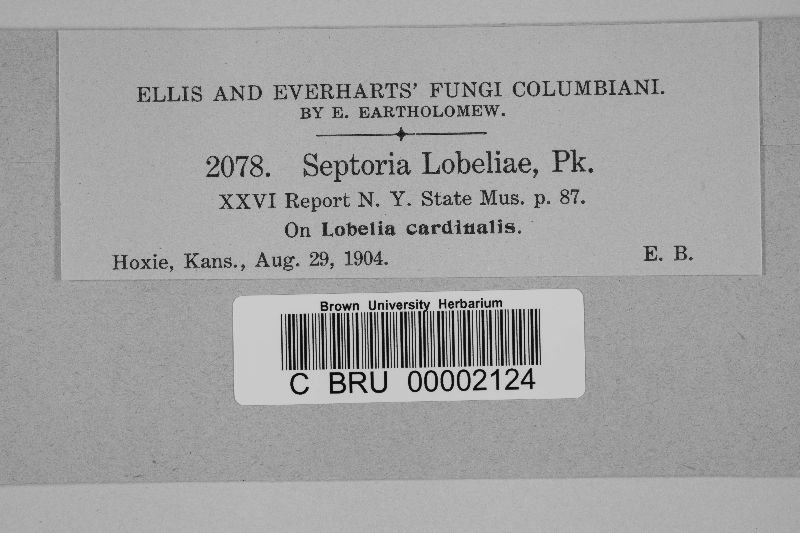 ELLIS AND EVERHARTS' FUNGI COLUMBIANI.
BY E. EARTHOLOMEW.
2078. Septoria Lobeliae, Pk.
XXVI Report N. Y. State Mus. p. 87.
On Lobelia cardinalis.
Hoxie, Kans., Aug. 29, 1904. E. B.
Brown University Herbarium
C BRU 00002124